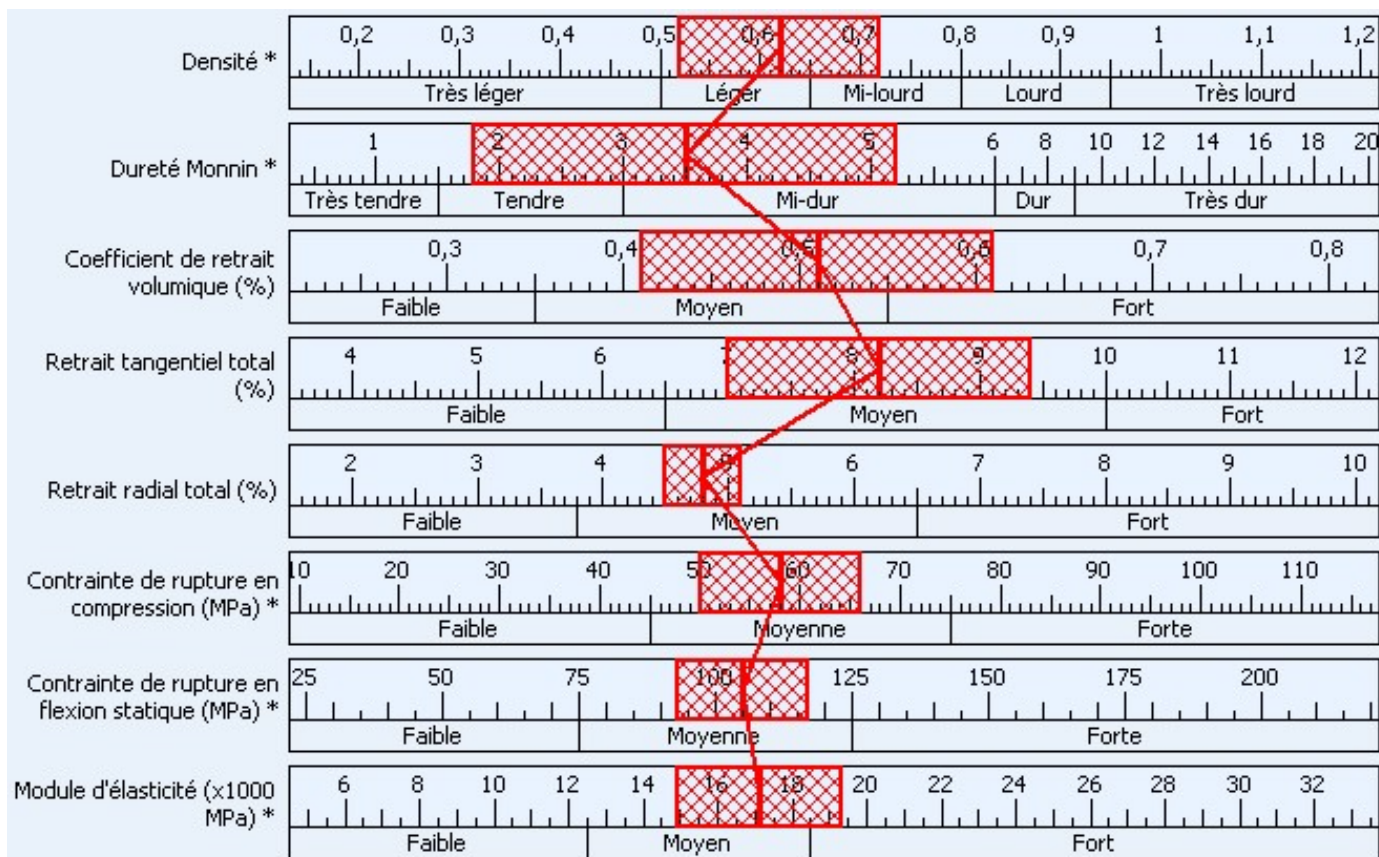 0,2 0,3 0,4 0,5 0,6 0,7 0,8 0,9 1 1,1 1,2
Densité *
Très léger Léger Mi-lourd Lourd Très lourd
1 2 3 4 5 6 8 10 12 14 16 18 20
Dureté Monnin *
Très tendre Tendre Mi-dur Dur Très dur
0,3 0,4 0,5 0,6 0,7 0,8
Coefficient de retrait
volumique (%)
Faible Moyen Fort
4 5 6 7 8 9 10 11 12
Retrait tangentiel total
(%)
Faible Moyen Fort
2 3 4 5 6 7 8 9 10
Retrait radial total (%)
Faible Moyen Fort
10 20 30 40 50 60 70 80 90 100 110
Contrainte de rupture en
compression (MPa) *
Faible Moyenne Forte
25 50 75 100 125 150 175 200
Contrainte de rupture en
flexion statique (MPa) *
Faible Moyenne Forte
6 8 10 12 14 16 18 20 22 24 26 28 30 32
Module d'élasticité (x1000
MPa) *
Faible Moyen Fort